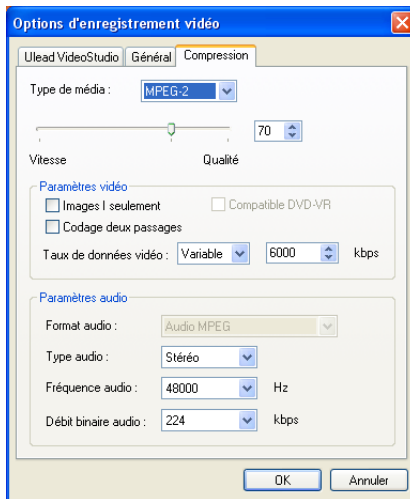 Options d'enregistrement vidéo
Ulead VideoStudio Général Compression
Type de média : MPEG-2
70
Vitesse Qualité
Paramètres vidéo
Images I seulement Compatible DVD-VR
Codage deux passages
Taux de données vidéo : Variable 6000 kbps
Paramètres audio
Format audio : Audio MPEG
Type audio : Stéréo
Fréquence audio : 48000 Hz
Débit binaire audio : 224 kbps
OK Annuler